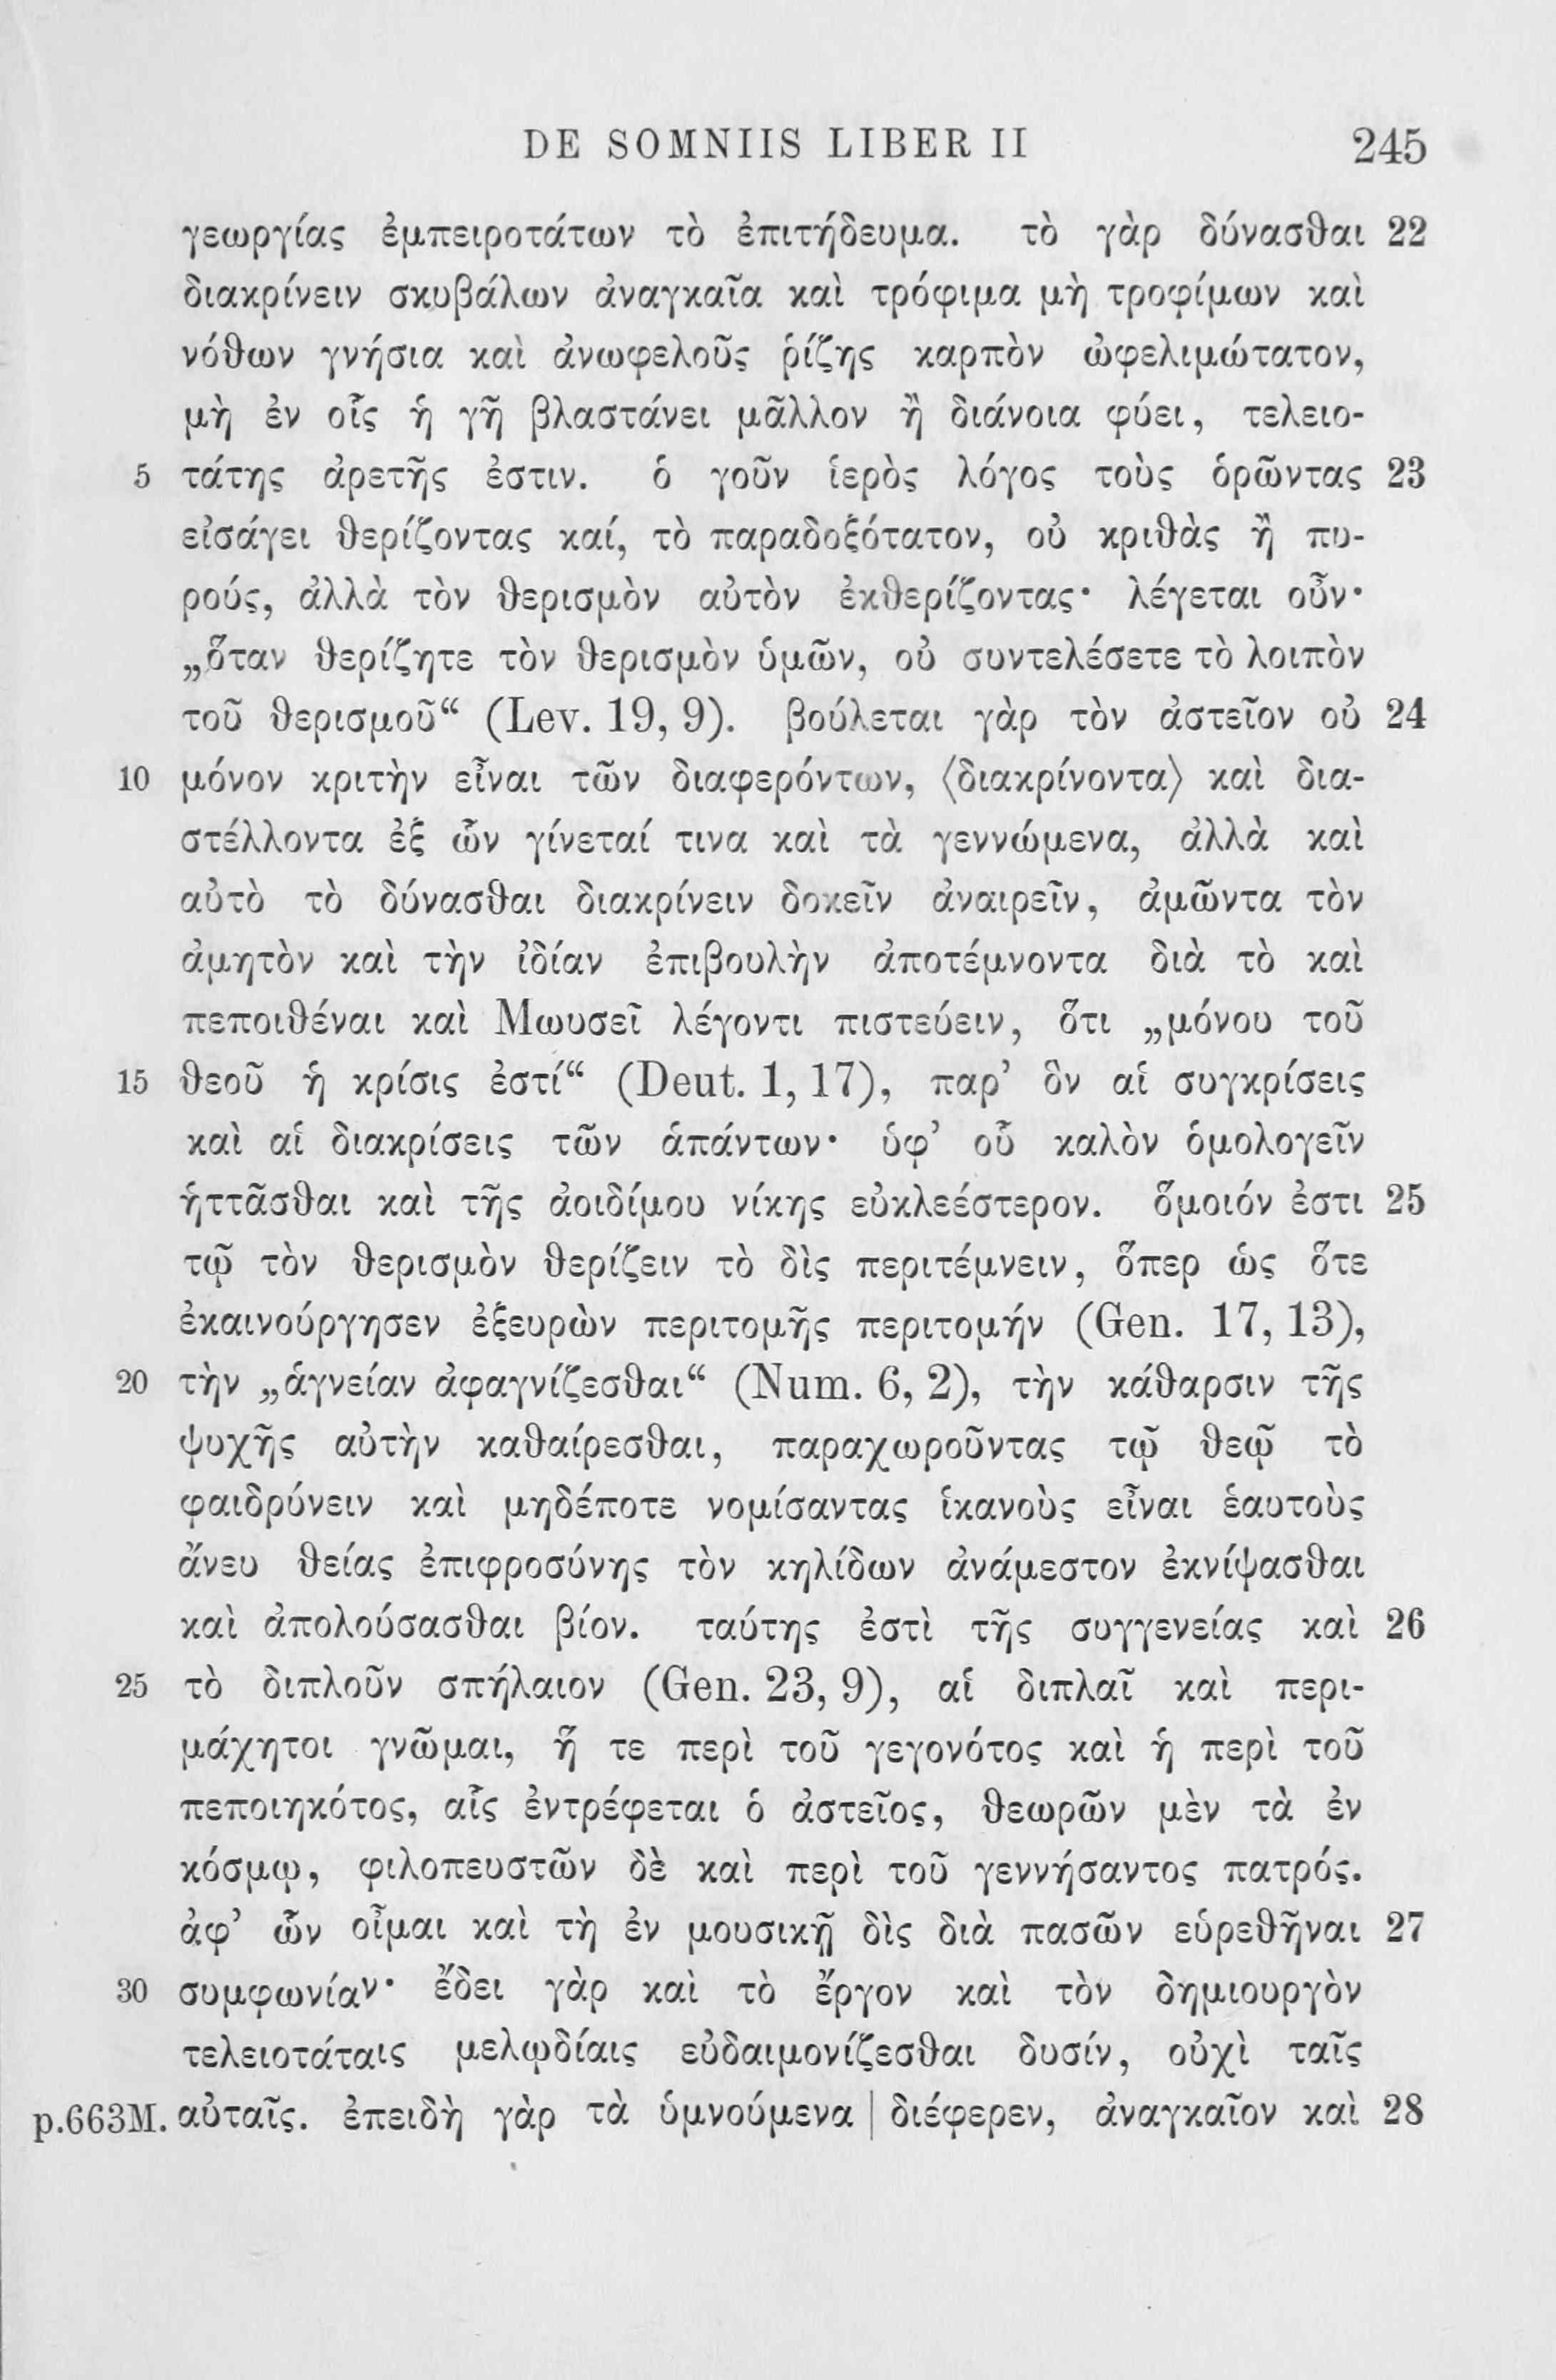 DE SOMNIIS LIBER II 245
γεωργίας ἐμπειροτάτων τὸ ἐπιτήδευμα. τὸ γὰρ δύνασθαι 22
διακρίνειν σκυβάλων ἀναγκαῖα καὶ τρόφιμα μὴ τροφίμων καὶ
νόθων γνήσια καὶ ἀνωφελοῦς ῥίζης καρπὸν ὠφελιμώτατον,
μὴ ἐν οἷς ἡ γῆ βλαστάνει μᾶλλον ἢ διάνοια φύει, τελειο-
5 τάτης ἀρετῆς ἐστιν. ὁ γοῦν ἱερὸς λόγος τοὺς ὁρῶντας 23
εἰσάγει θερίζοντας καί, τὸ παραδοξότατον, οὐ κριθὰς ἢ πυ-
ρούς, ἀλλὰ τὸν θερισμὸν αὐτὸν ἐκθερίζοντας· λέγεται οὖν·
„ὅταν θερίζητε τὸν θερισμὸν ὑμῶν, οὐ συντελέσετε τὸ λοιπὸν
τοῦ θερισμοῦ“ (Lev. 19, 9). βούλεται γὰρ τὸν ἀστεῖον οὐ 24
10 μόνον κριτὴν εἶναι τῶν διαφερόντων, ⟨διακρίνοντα⟩ καὶ δια-
στέλλοντα ἐξ ὧν γίνεταί τινα καὶ τὰ γεννώμενα, ἀλλὰ καὶ
αὐτὸ τὸ δύνασθαι διακρίνειν δοκεῖν ἀναιρεῖν, ἀμῶντα τὸν
ἀμητὸν καὶ τὴν ἰδίαν ἐπιβουλὴν ἀποτέμνοντα διὰ τὸ καὶ
πεποιθέναι καὶ Μωυσεῖ λέγοντι πιστεύειν, ὅτι „μόνου τοῦ
15 θεοῦ ἡ κρίσις ἐστί“ (Deut. 1, 17), παρ’ ὃν αἱ συγκρίσεις
καὶ αἱ διακρίσεις τῶν ἁπάντων· ὑφ’ οὗ καλὸν ὁμολογεῖν
ἡττᾶσθαι καὶ τῆς ἀοιδίμου νίκης εὐκλεέστερον. ὅμοιόν ἐστι 25
τῷ τὸν θερισμὸν θερίζειν τὸ δὶς περιτέμνειν, ὅπερ ὡς ὅτε
ἐκαινούργησεν ἐξευρὼν περιτομῆς περιτομήν (Gen. 17, 13),
20 τὴν „ἁγνείαν ἀφαγνίζεσθαι“ (Num. 6, 2), τὴν κάθαρσιν τῆς
ψυχῆς αὐτὴν καθαίρεσθαι, παραχωροῦντας τῷ θεῷ τὸ
φαιδρύνειν καὶ μηδέποτε νομίσαντας ἱκανοὺς εἶναι ἑαυτοὺς
ἄνευ θείας ἐπιφροσύνης τὸν κηλίδων ἀνάμεστον ἐκνίψασθαι
καὶ ἀπολούσασθαι βίον. ταύτης ἐστὶ τῆς συγγενείας καὶ 26
25 τὸ διπλοῦν σπήλαιον (Gen. 23, 9), αἱ διπλαῖ καὶ περι-
μάχητοι γνῶμαι, ἥ τε περὶ τοῦ γεγονότος καὶ ἡ περὶ τοῦ
πεποιηκότος, αἷς ἐντρέφεται ὁ ἀστεῖος, θεωρῶν μὲν τὰ ἐν
κόσμῳ, φιλοπευστῶν δὲ καὶ περὶ τοῦ γεννήσαντος πατρός.
ἀφ’ ὧν οἶμαι καὶ τὴ ἐν μουσικῇ δὶς διὰ πασῶν εὑρεθῆναι 27
30 συμφωνίαν· ἔδει γὰρ καὶ τὸ ἔργον καὶ τὸν δημιουργὸν
τελειοτάταις μελῳδίαις εὐδαιμονίζεσθαι δυσίν, οὐχὶ ταῖς
p.663M. αὐταῖς. ἐπειδὴ γὰρ τὰ ὑμνούμενα | διέφερεν, ἀναγκαῖον καὶ 28